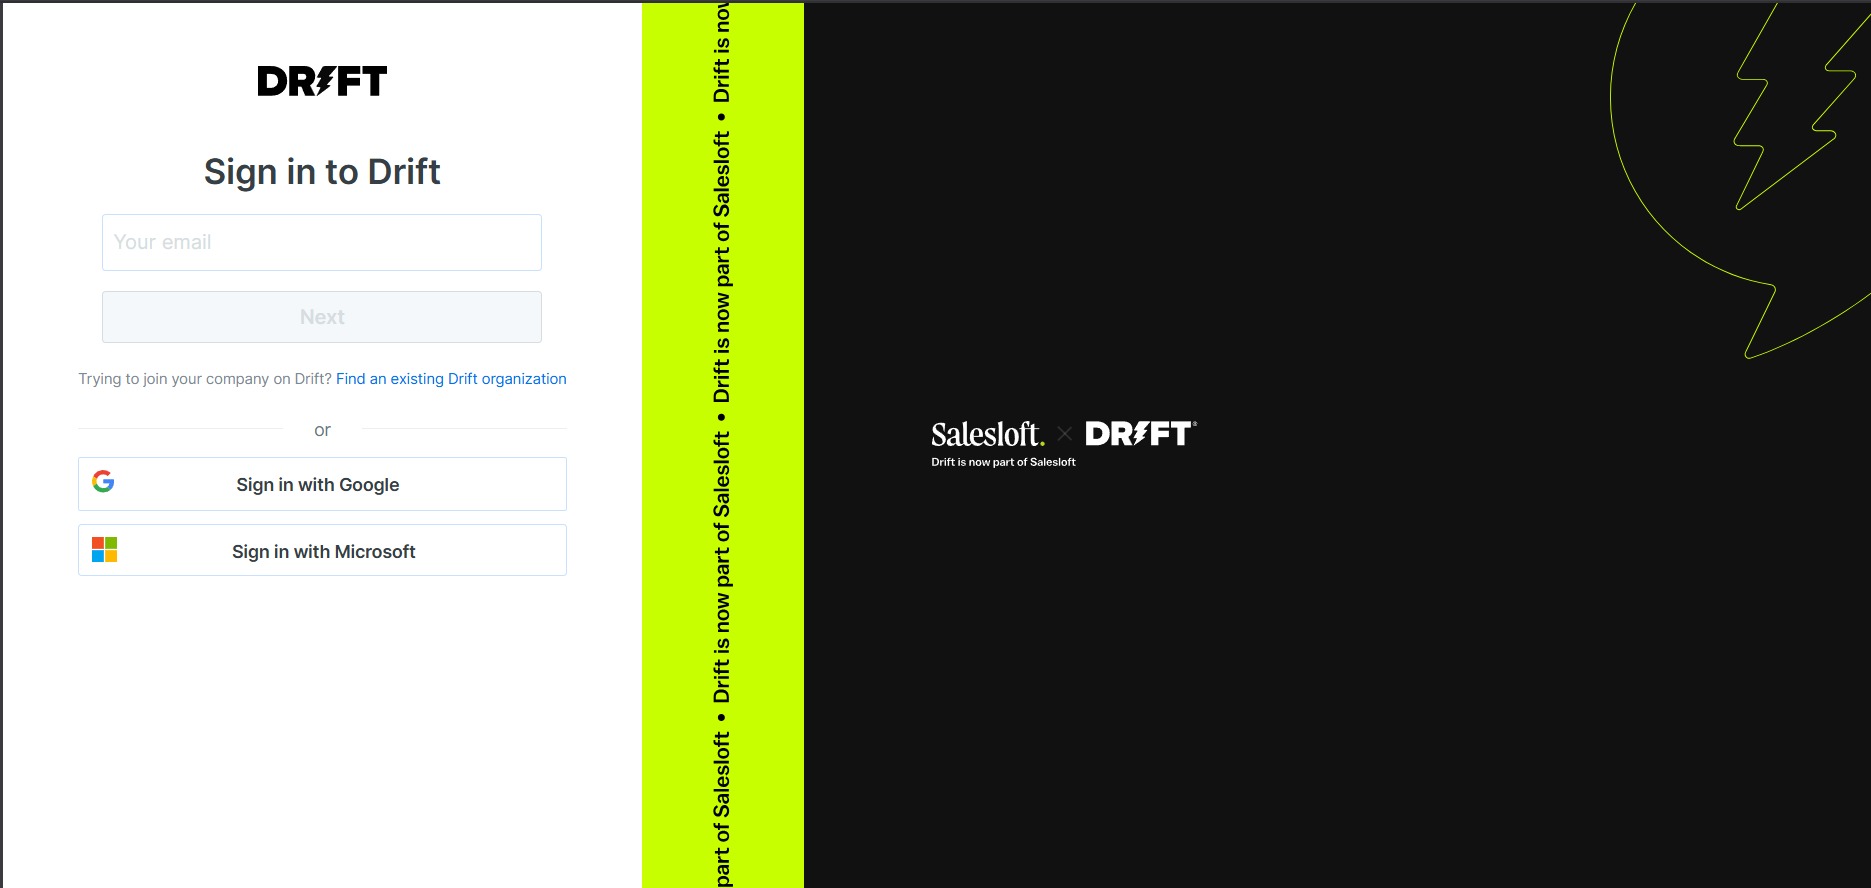 DRIFT
Sign in to Drift
Your email
Next
Trying to join your company on Drift? Find an existing Drift organization
or
Sign in with Google
Sign in with Microsoft
part of Salesloft • Drift is now part of Salesloft • Drift is now part of Salesloft • Drift is now
Salesloft. × DRIFT®
Drift is now part of Salesloft